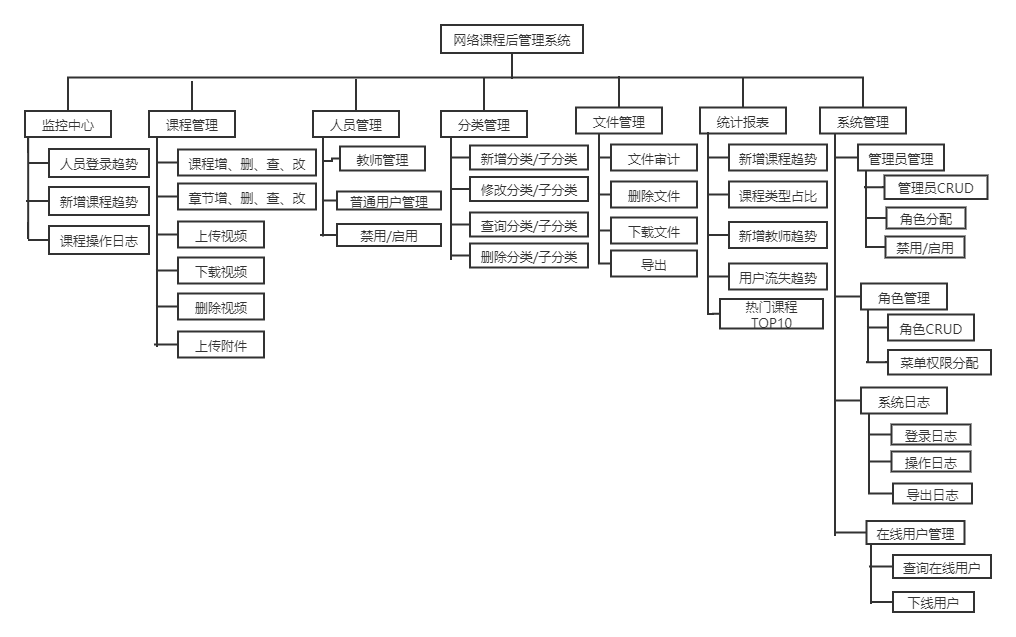 网络课程后管理系统
监控中心
人员登录趋势
新增课程趋势
课程操作日志
课程管理
课程增、删、查、改
章节增、删、查、改
上传视频
下载视频
删除视频
上传附件
人员管理
教师管理
普通用户管理
禁用/启用
分类管理
新增分类/子分类
修改分类/子分类
查询分类/子分类
删除分类/子分类
文件管理
文件审计
删除文件
下载文件
导出
统计报表
新增课程趋势
课程类型占比
新增教师趋势
用户流失趋势
热门课程
TOP10
系统管理
管理员管理
管理员CRUD
角色分配
禁用/启用
角色管理
角色CRUD
菜单权限分配
系统日志
登录日志
操作日志
导出日志
在线用户管理
查询在线用户
下线用户